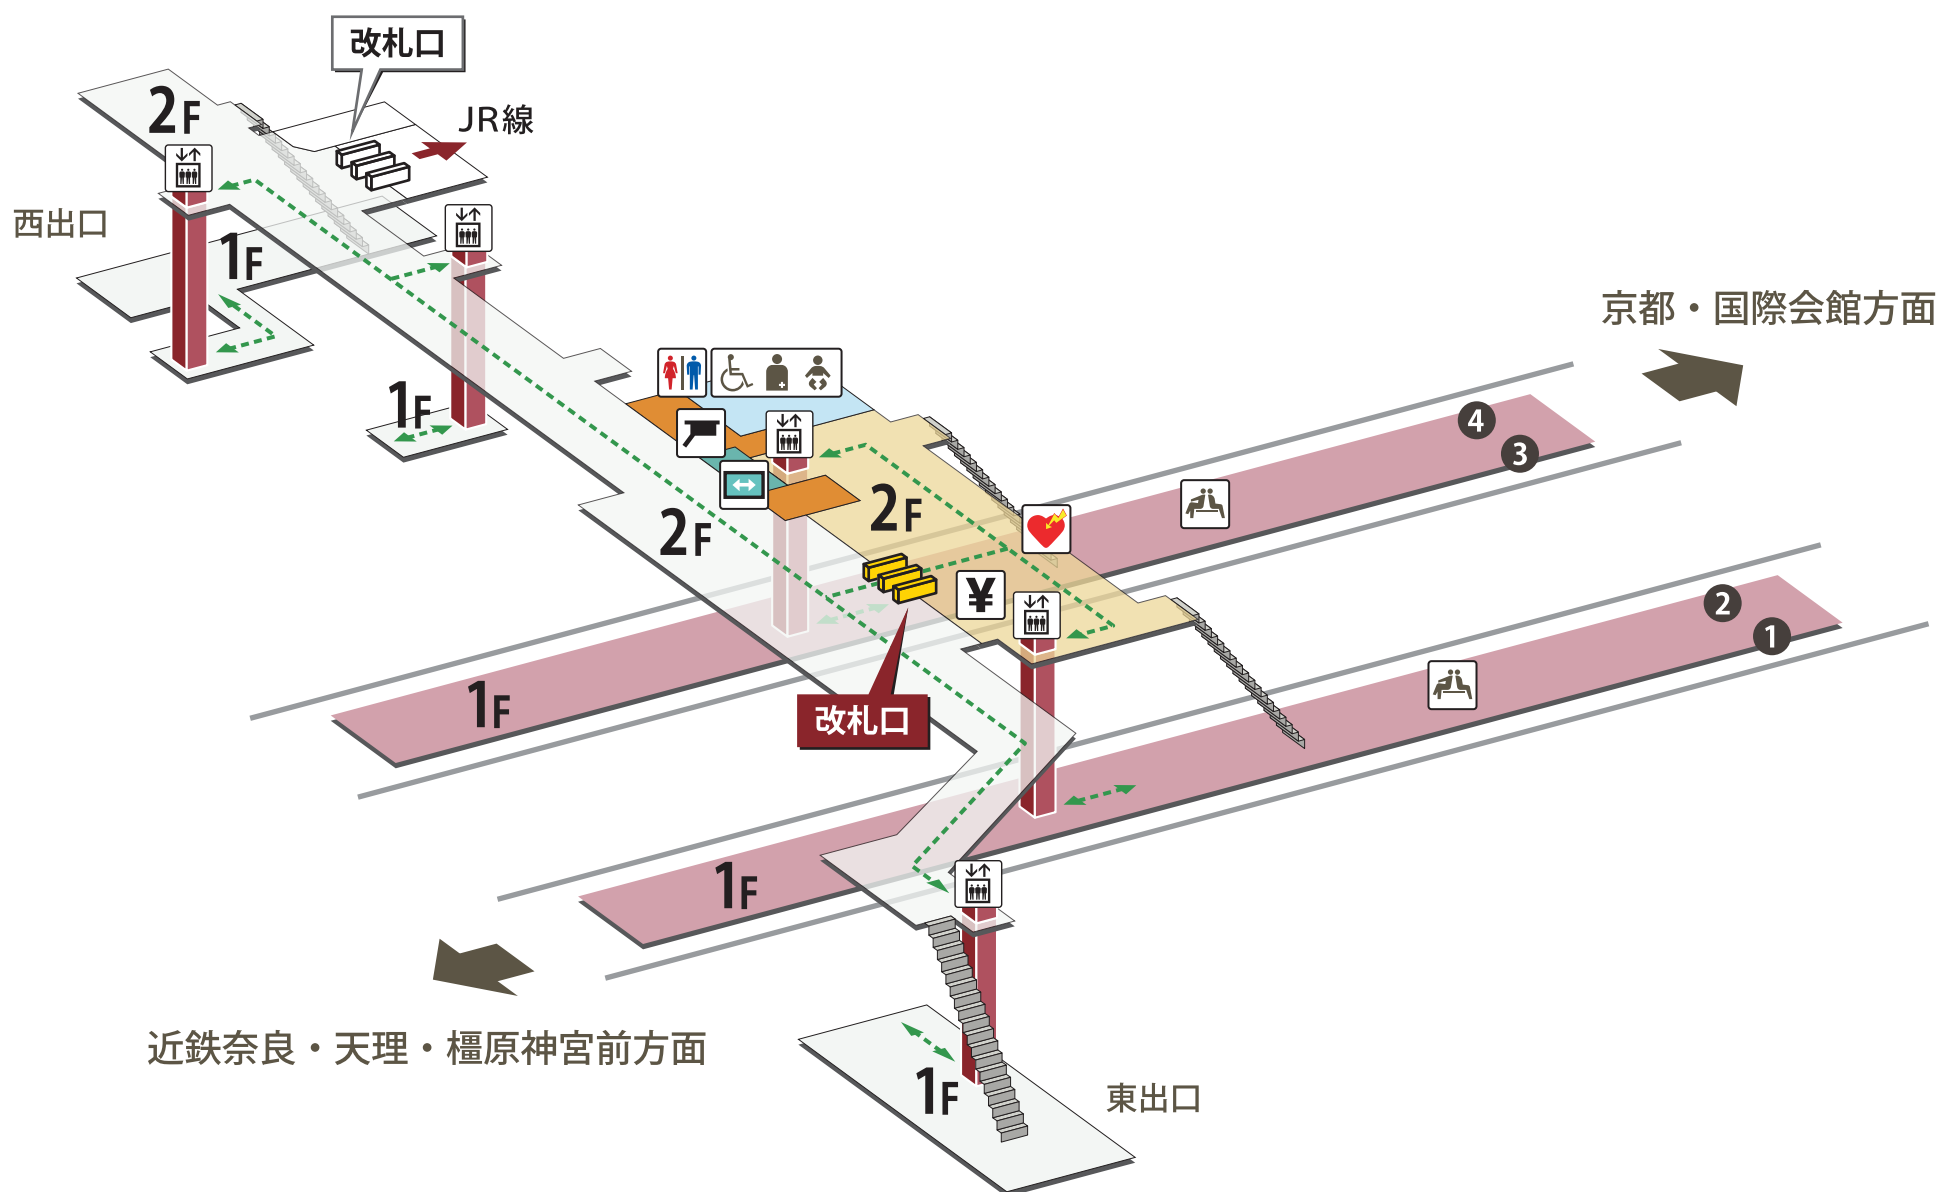 改札口
JR線
2F
西出口
1F
1F
京都・国際会館方面
4
3
2F
2F
¥
2
1
1F
改札口
1F
近鉄奈良・天理・橿原神宮前方面
1F
東出口